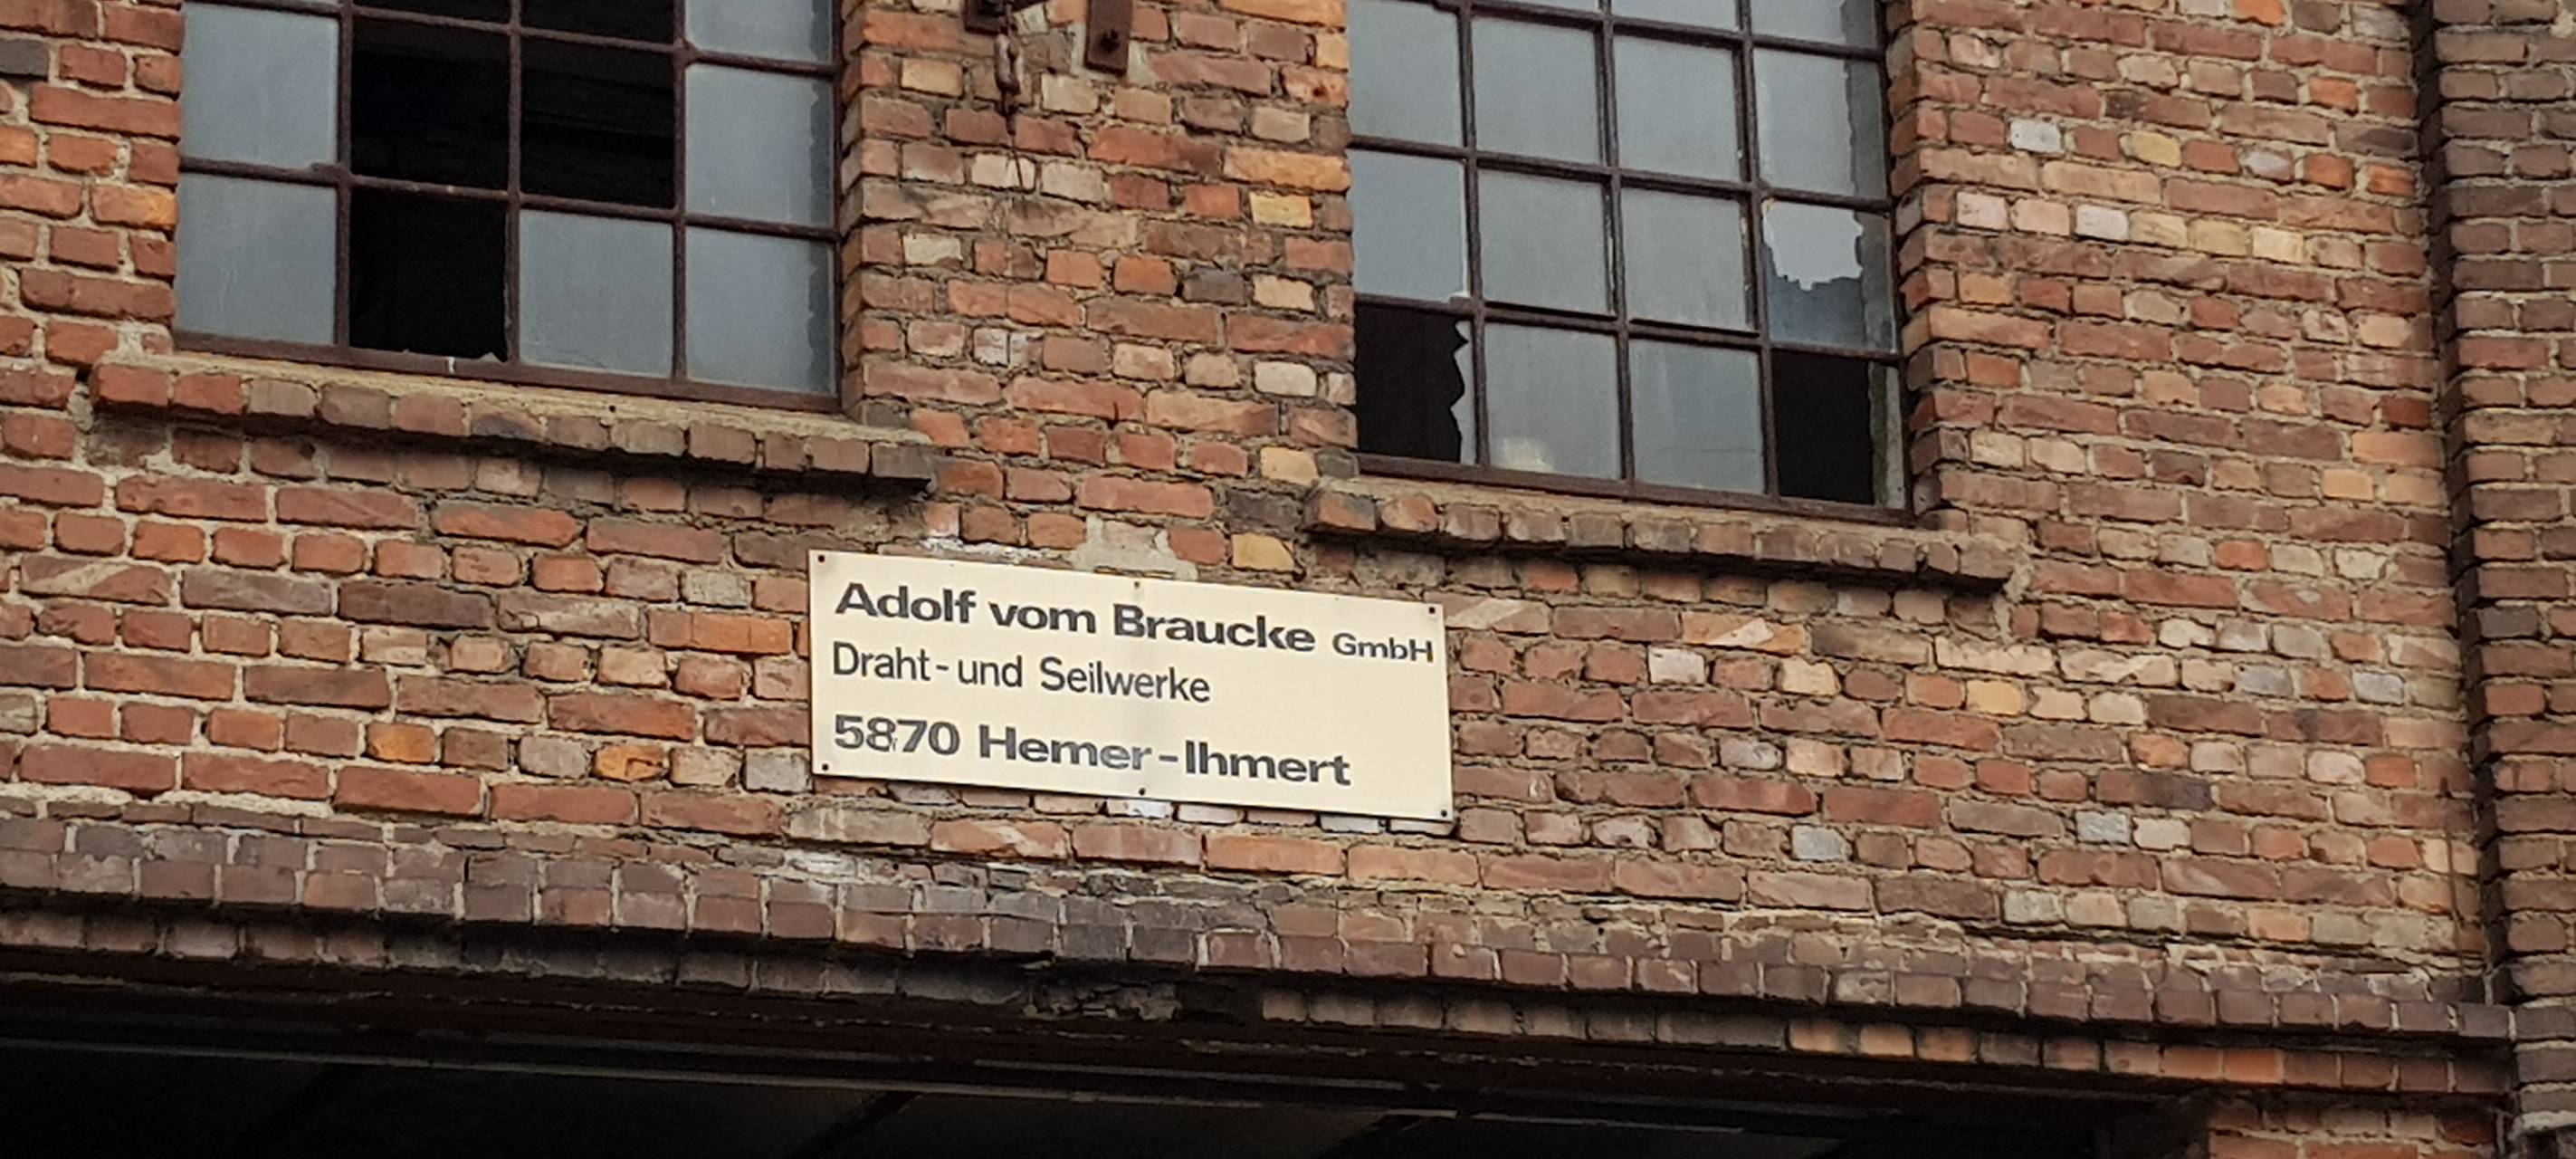 Adolf vom Braucke GmbH
Draht- und Seilwerke
5870 Hemer-Ihmert